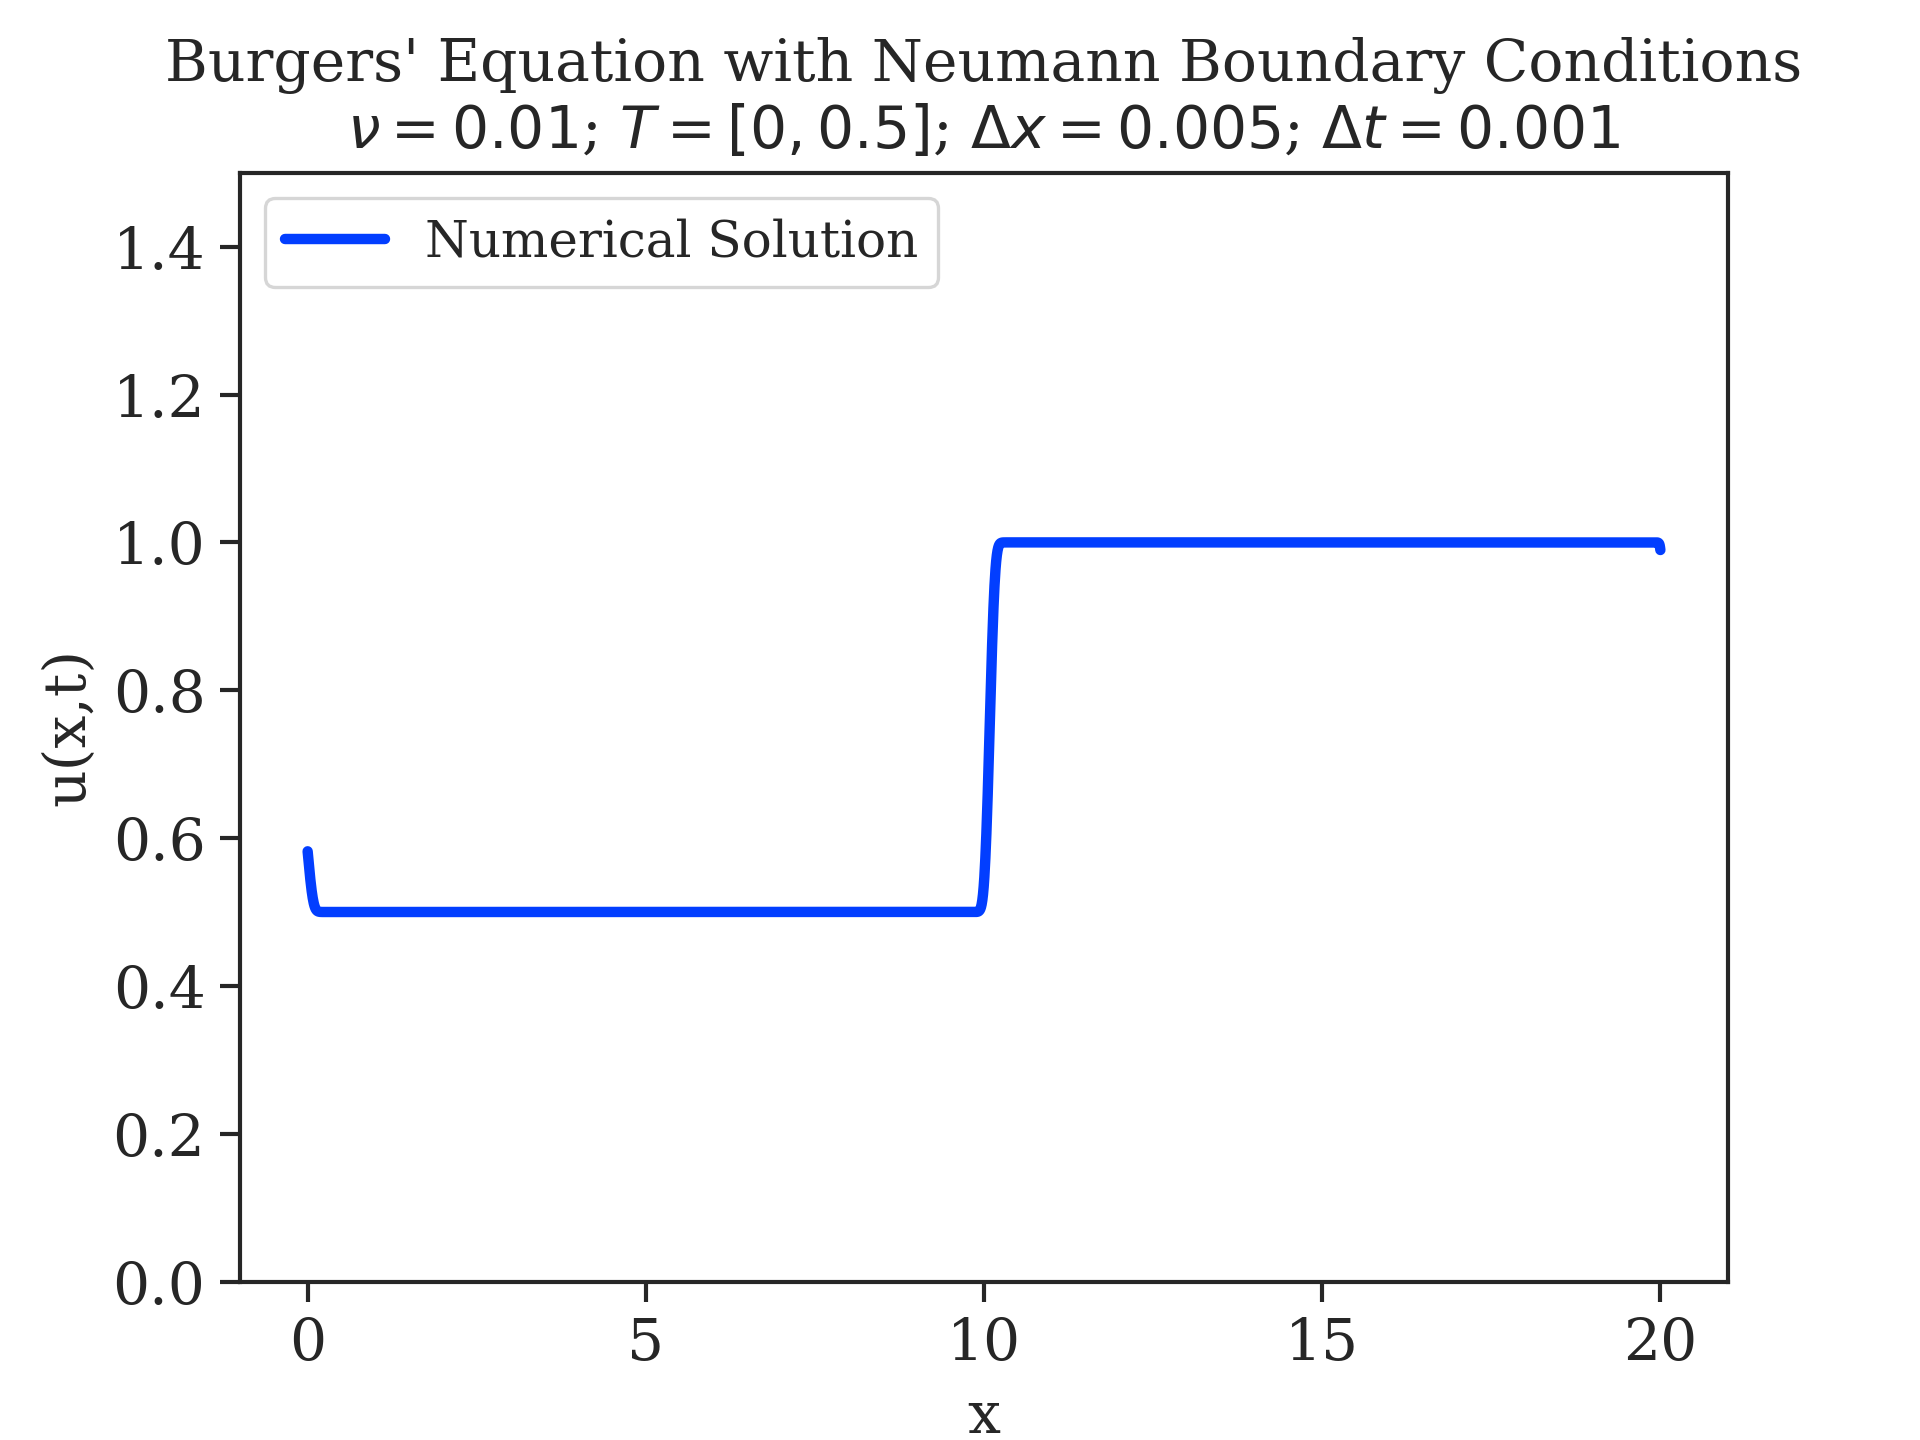 Burgers' Equation with Neumann Boundary Conditions
ν = 0.01; T = [0, 0.5]; Δx = 0.005; Δt = 0.001
Numerical Solution
1.4
1.2
1.0
0.8
0.6
0.4
0.2
0.0
u(x,t)
0 5 10 15 20
x